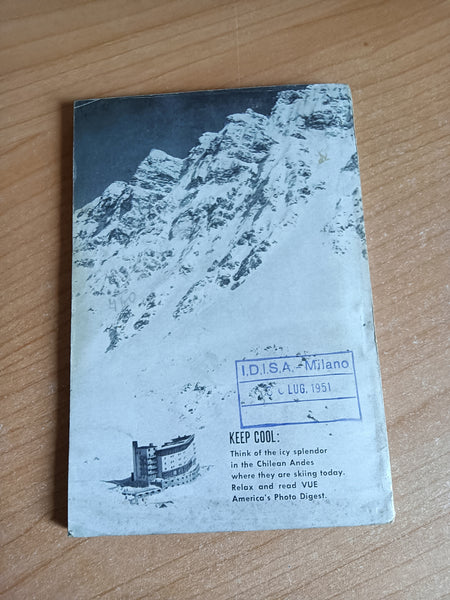 I.D.I.S.A. - Milano
LUG. 1951
KEEP COOL:
Think of the icy splendor
in the Chilean Andes
where they are skiing today.
Relax and read VUE
America's Photo Digest.